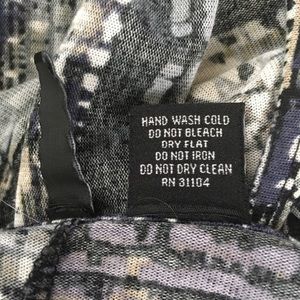 HAND WASH COLD
DO NOT BLEACH
DRY FLAT
DO NOT IRON
DO NOT DRY CLEAN
RN 31104